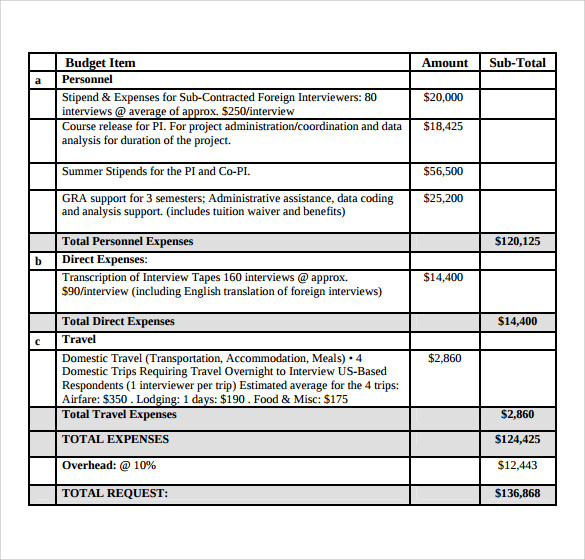 Budget Item Amount Sub-Total
a Personnel
Stipend & Expenses for Sub-Contracted Foreign Interviewers: 80 $20,000
interviews @ average of approx. $250/interview
Course release for PI. For project administration/coordination and data $18,425
analysis for duration of the project.
Summer Stipends for the PI and Co-PI. $56,500
GRA support for 3 semesters; Administrative assistance, data coding $25,200
and analysis support. (includes tuition waiver and benefits)
Total Personnel Expenses $120,125
b Direct Expenses:
Transcription of Interview Tapes 160 interviews @ approx. $14,400
$90/interview (including English translation of foreign interviews)
Total Direct Expenses $14,400
c Travel
Domestic Travel (Transportation, Accommodation, Meals) • 4 $2,860
Domestic Trips Requiring Travel Overnight to Interview US-Based
Respondents (1 interviewer per trip) Estimated average for the 4 trips:
Airfare: $350 . Lodging: 1 days: $190 . Food & Misc: $175
Total Travel Expenses $2,860
TOTAL EXPENSES $124,425
Overhead: @ 10% $12,443
TOTAL REQUEST: $136,868